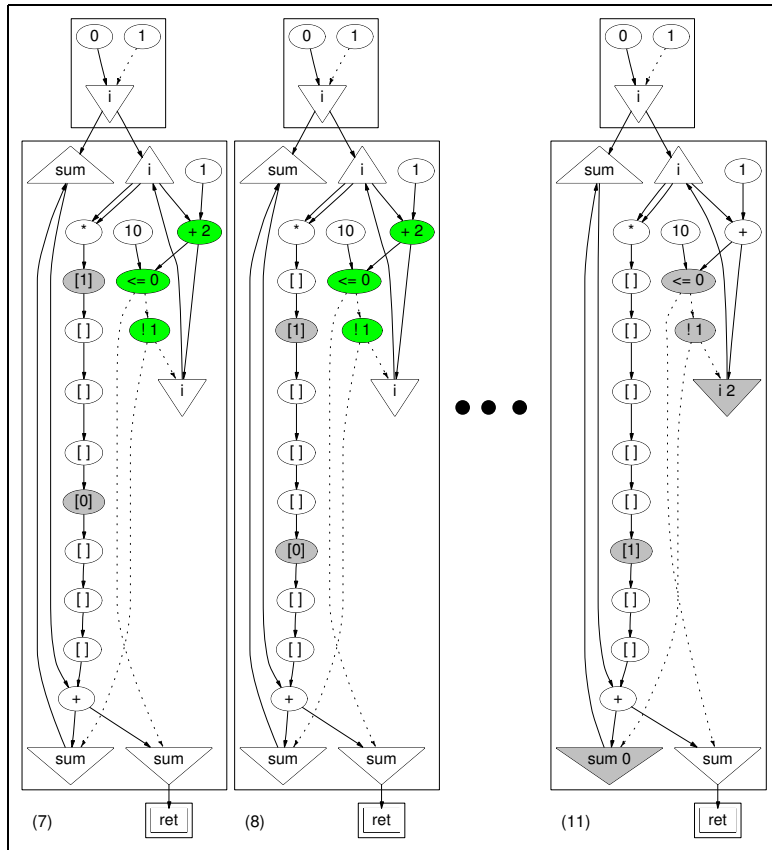 0 1 0 1 0 1
i i i
sum i 1 sum i 1 sum i 1
* 10 + 2 * 10 + 2 * 10 +
[1] <= 0 [ ] <= 0 [ ] <= 0
[ ] ! 1 [1] ! 1 [ ] ! 1
[ ] i [ ] i [ ] i 2
[ ] [ ] [ ]
[0] [ ] [ ]
[ ] [0] [1]
[ ] [ ] [ ]
[ ] [ ] [ ]
+ + +
sum sum sum sum sum 0 sum
(7) ret (8) ret (11) ret